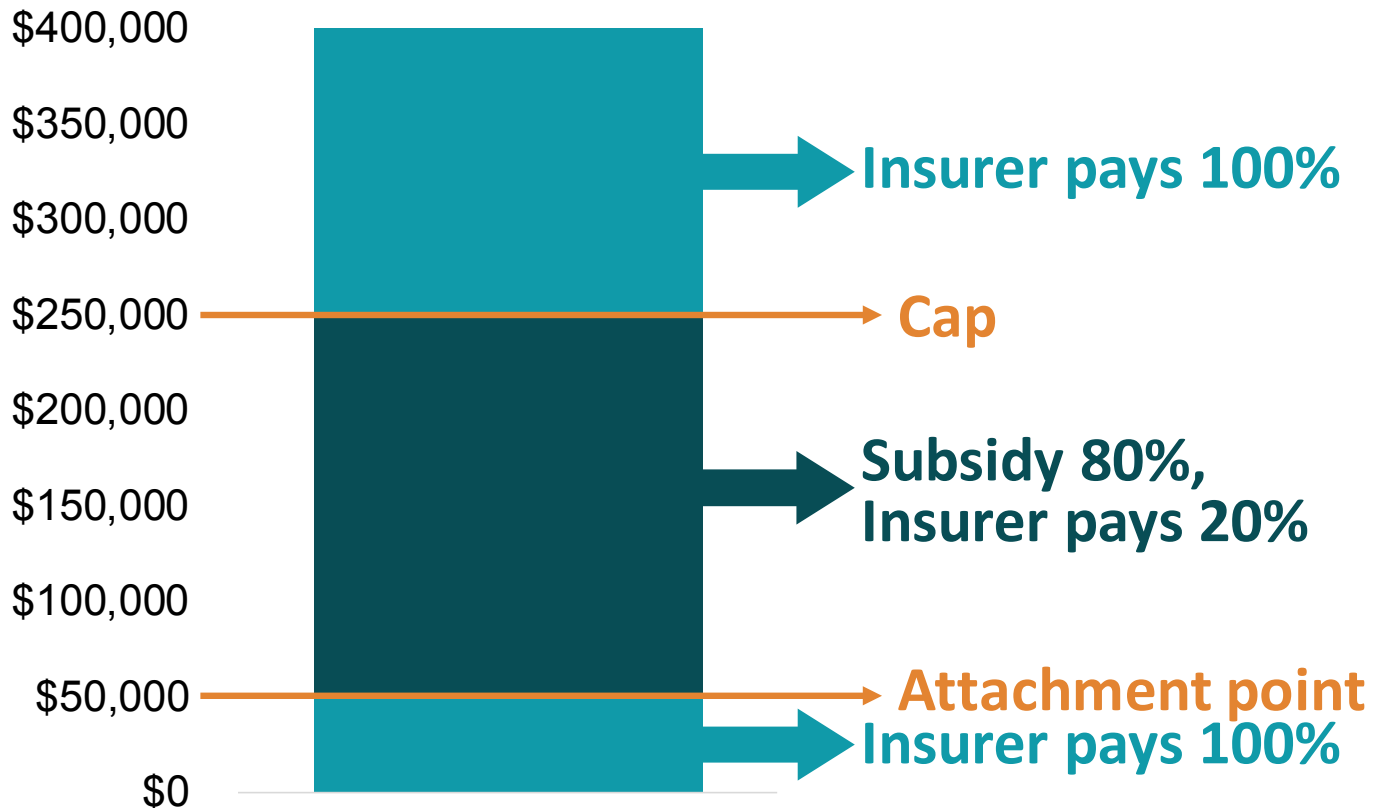 $400,000
$350,000
Insurer pays 100%
$300,000
$250,000
Cap
$200,000
Subsidy 80%,
$150,000
Insurer pays 20%
$100,000
$50,000
Attachment point
Insurer pays 100%
$0